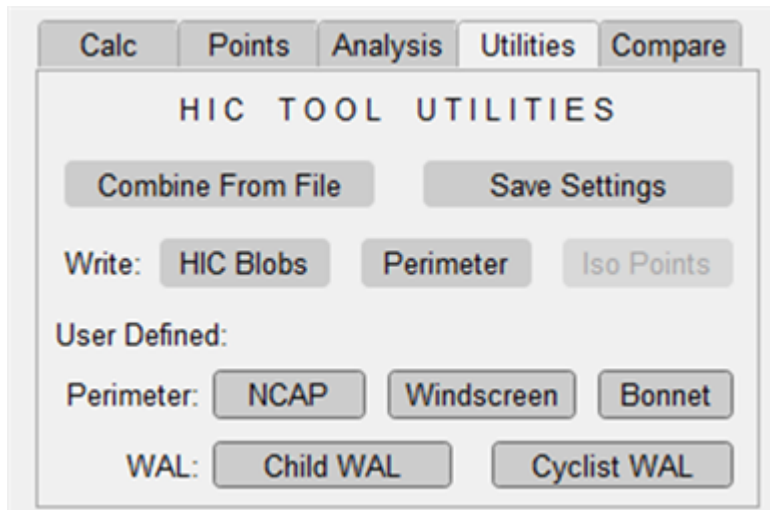 Calc Points Analysis Utilities Compare
HIC TOOL UTILITIES
Combine From File Save Settings
Write: HIC Blobs Perimeter Iso Points
User Defined:
Perimeter: NCAP Windscreen Bonnet
WAL: Child WAL Cyclist WAL